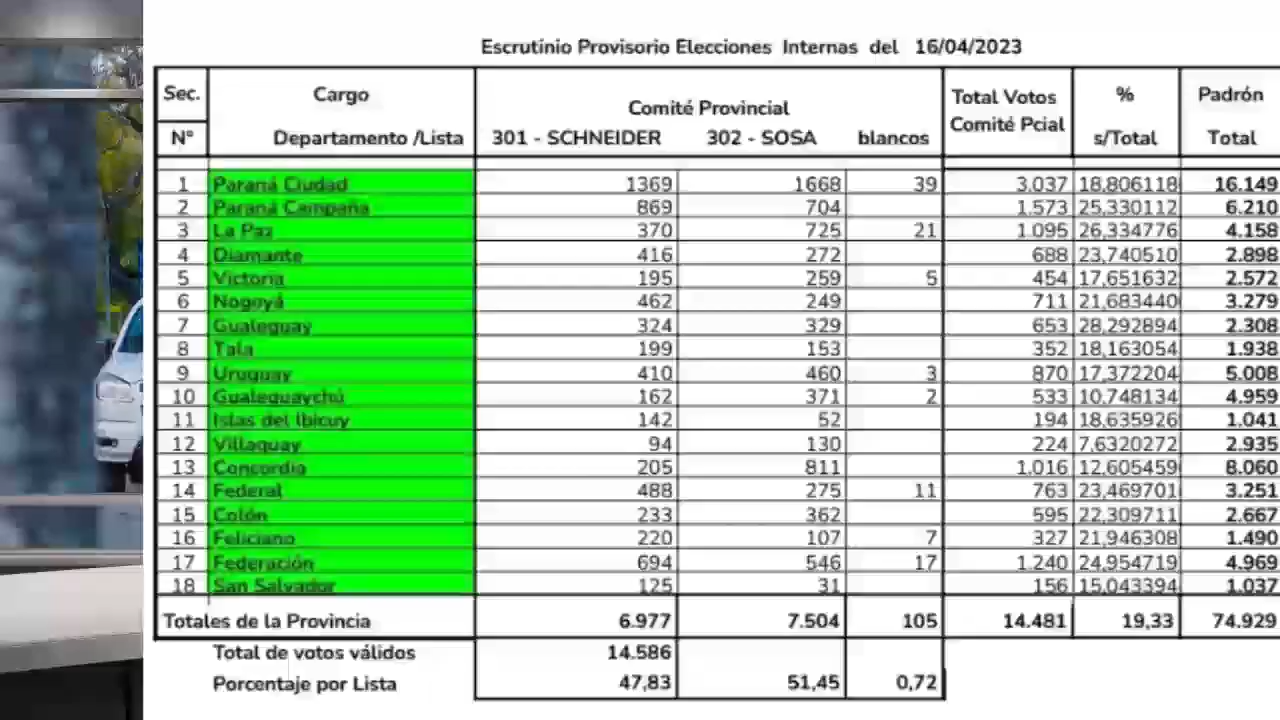 Escrutinio Provisorio Elecciones Internas del 16/04/2023
Sec. Cargo Comité Provincial Total Votos % Padrón
N° Departamento /Lista 301 - SCHNEIDER 302 - SOSA blancos Comité Pcial s/Total Total
1 Paraná Ciudad 1369 1668 39 3.037 18,806118 16.149
2 Paraná Campaña 869 704 1.573 25,330112 6.210
3 La Paz 370 725 21 1.095 26,334776 4.158
4 Diamante 416 272 688 23,740510 2.898
5 Victoria 195 259 5 454 17,651632 2.572
6 Nogoyá 462 249 711 21,683440 3.279
7 Gualeguay 324 329 653 28,292894 2.308
8 Tala 199 153 352 18,163054 1.938
9 Uruguay 410 460 3 870 17,372204 5.008
10 Gualeguaychú 162 371 2 533 10,748134 4.959
11 Islas del Ibicuy 142 52 194 18,635926 1.041
12 Villaguay 94 130 224 7,6320272 2.935
13 Concordia 205 811 1.016 12,605459 8.060
14 Federal 488 275 11 763 23,469701 3.251
15 Colón 233 362 595 22,309711 2.667
16 Feliciano 220 107 7 327 21,946308 1.490
17 Federación 694 546 17 1.240 24,954719 4.969
18 San Salvador 125 31 156 15,043394 1.037
Totales de la Provincia 6.977 7.504 105 14.481 19,33 74.929
Total de votos válidos 14.586
Porcentaje por Lista 47,83 51,45 0,72